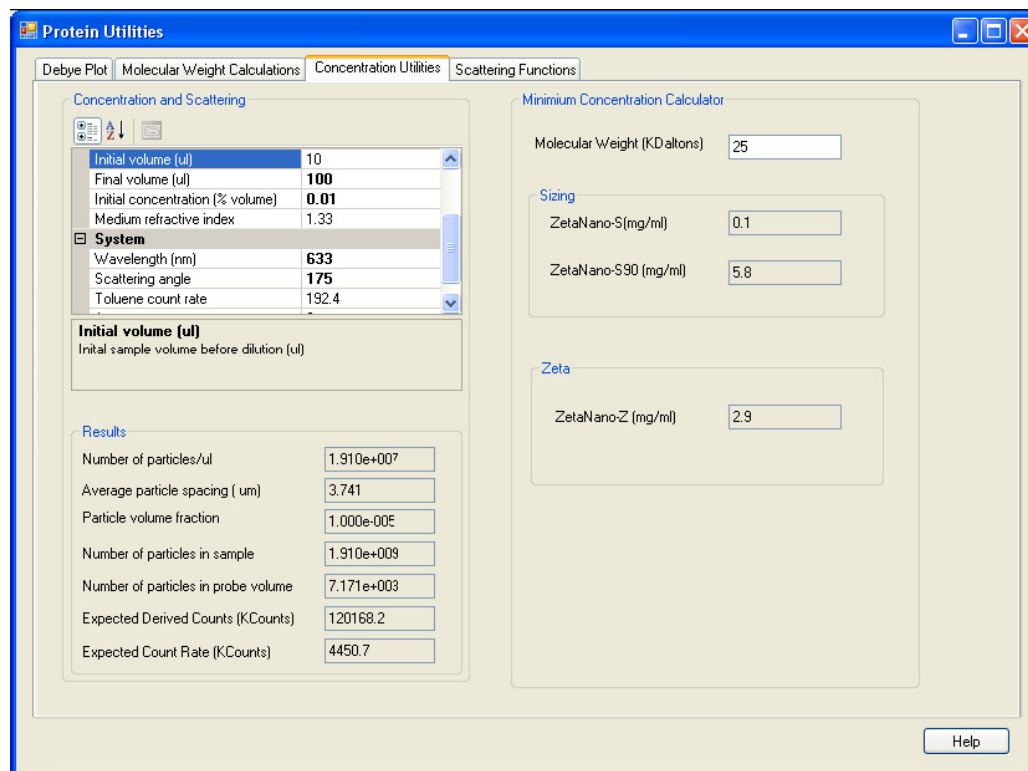 Protein Utilities
Debye Plot Molecular Weight Calculations Concentration Utilities Scattering Functions
Concentration and Scattering
Initial volume (ul) 10
Final volume (ul) 100
Initial concentration (% volume) 0.01
Medium refractive index 1.33
System
Wavelength (nm) 633
Scattering angle 175
Toluene count rate 192.4
Initial volume (ul)
Inital sample volume before dilution (ul)
Results
Number of particles/ul 1.910e+007
Average particle spacing ( um) 3.741
Particle volume fraction 1.000e-005
Number of particles in sample 1.910e+009
Number of particles in probe volume 7.171e+003
Expected Derived Counts (KCounts) 120168.2
Expected Count Rate (KCounts) 4450.7
Minimium Concentration Calculator
Molecular Weight (KDaltons) 25
Sizing
ZetaNano-S(mg/ml) 0.1
ZetaNano-S90 (mg/ml) 5.8
Zeta
ZetaNano-Z (mg/ml) 2.9
Help